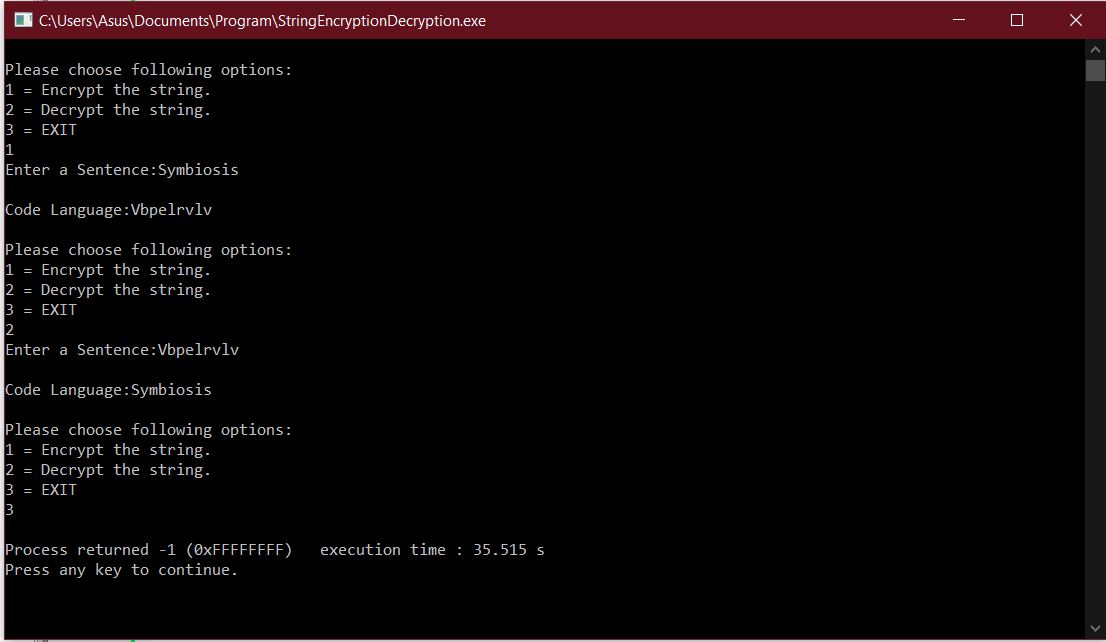 C:\Users\Asus\Documents\Program\StringEncryptionDecryption.exe
Please choose following options:
1 = Encrypt the string.
2 = Decrypt the string.
3 = EXIT
1
Enter a Sentence:Symbiosis
Code Language:Vbpelrvlv
Please choose following options:
1 = Encrypt the string.
2 = Decrypt the string.
3 = EXIT
2
Enter a Sentence:Vbpelrvlv
Code Language:Symbiosis
Please choose following options:
1 = Encrypt the string.
2 = Decrypt the string.
3 = EXIT
3
Process returned -1 (0xFFFFFFFF)   execution time : 35.515 s
Press any key to continue.